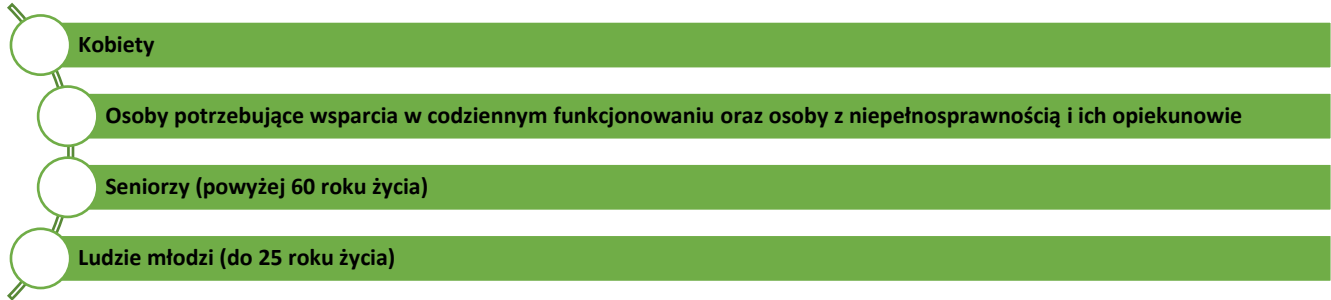 Kobiety
Osoby potrzebujące wsparcia w codziennym funkcjonowaniu oraz osoby z niepełnosprawnością i ich opiekunowie
Seniorzy (powyżej 60 roku życia)
Ludzie młodzi (do 25 roku życia)